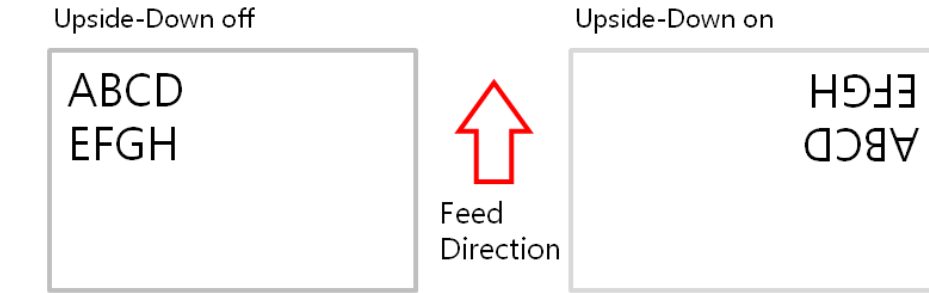 Upside-Down off
ABCD
EFGH
Feed
Direction
Upside-Down on
EFGH
ABCD